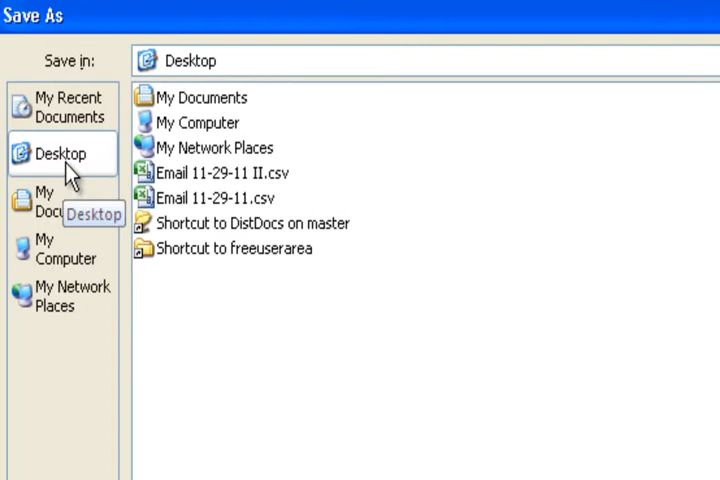 Save As
Save in:
Desktop
My Recent
Documents
Desktop
My
Desktop
My
Computer
My Network
Places
My Documents
My Computer
My Network Places
Email 11-29-11 II.csv
Email 11-29-11.csv
Shortcut to DistDocs on master
Shortcut to freeuserarea